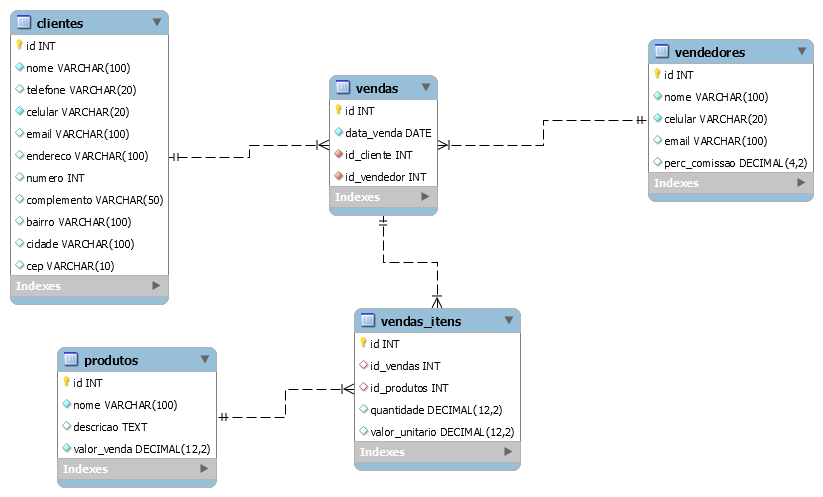 clientes
id INT
nome VARCHAR(100)
telefone VARCHAR(20)
celular VARCHAR(20)
email VARCHAR(100)
endereco VARCHAR(100)
numero INT
complemento VARCHAR(50)
bairro VARCHAR(100)
cidade VARCHAR(100)
cep VARCHAR(10)
Indexes
vendas
id INT
data_venda DATE
id_cliente INT
id_vendedor INT
Indexes
vendedores
id INT
nome VARCHAR(100)
celular VARCHAR(20)
email VARCHAR(100)
perc_comissao DECIMAL(4,2)
Indexes
produtos
id INT
nome VARCHAR(100)
descricao TEXT
valor_venda DECIMAL(12,2)
Indexes
vendas_itens
id INT
id_vendas INT
id_produtos INT
quantidade DECIMAL(12,2)
valor_unitario DECIMAL(12,2)
Indexes